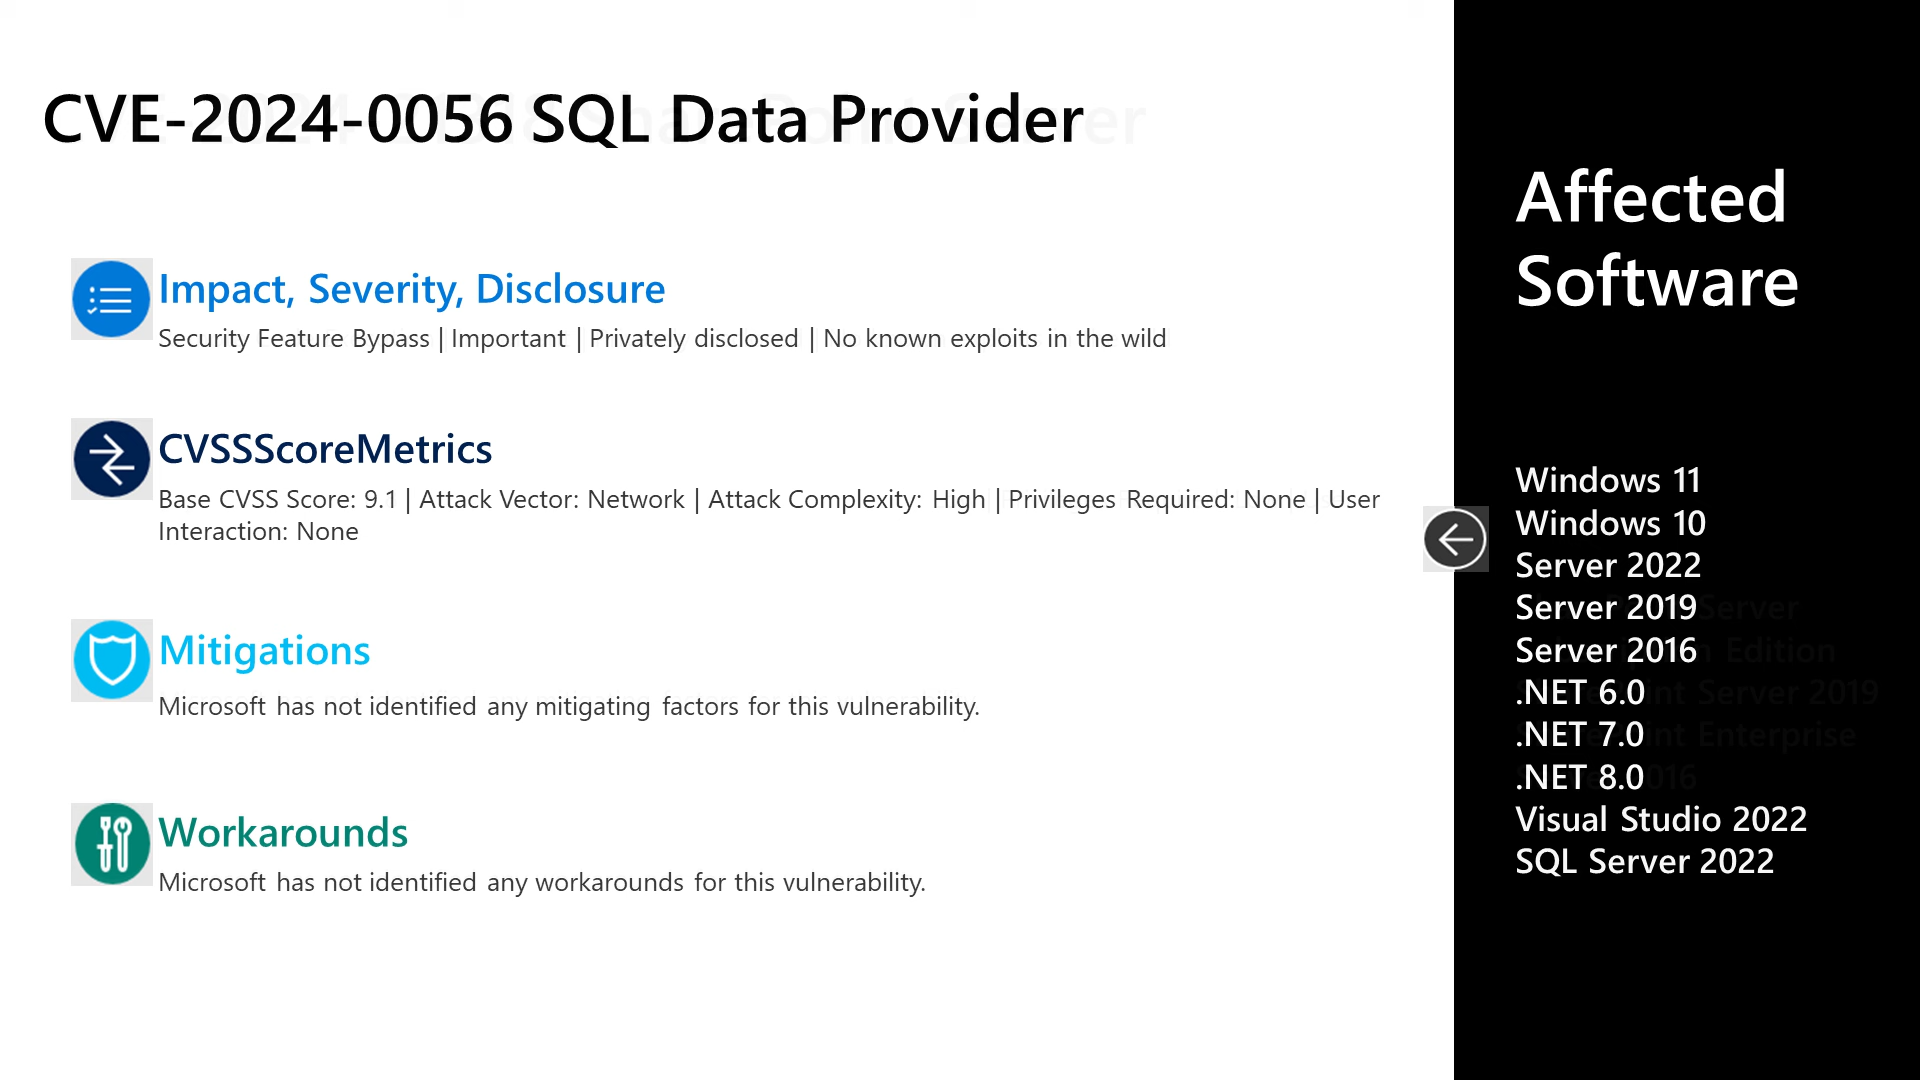 CVE-2024-0056 SQL Data Provider
Impact, Severity, Disclosure
Security Feature Bypass | Important | Privately disclosed | No known exploits in the wild
CVSSScoreMetrics
Base CVSS Score: 9.1 | Attack Vector: Network | Attack Complexity: High | Privileges Required: None | User
Interaction: None
Mitigations
Microsoft has not identified any mitigating factors for this vulnerability.
Workarounds
Microsoft has not identified any workarounds for this vulnerability.
Affected
Software
Windows 11
Windows 10
Server 2022
Server 2019
Server 2016
.NET 6.0
.NET 7.0
.NET 8.0
Visual Studio 2022
SQL Server 2022